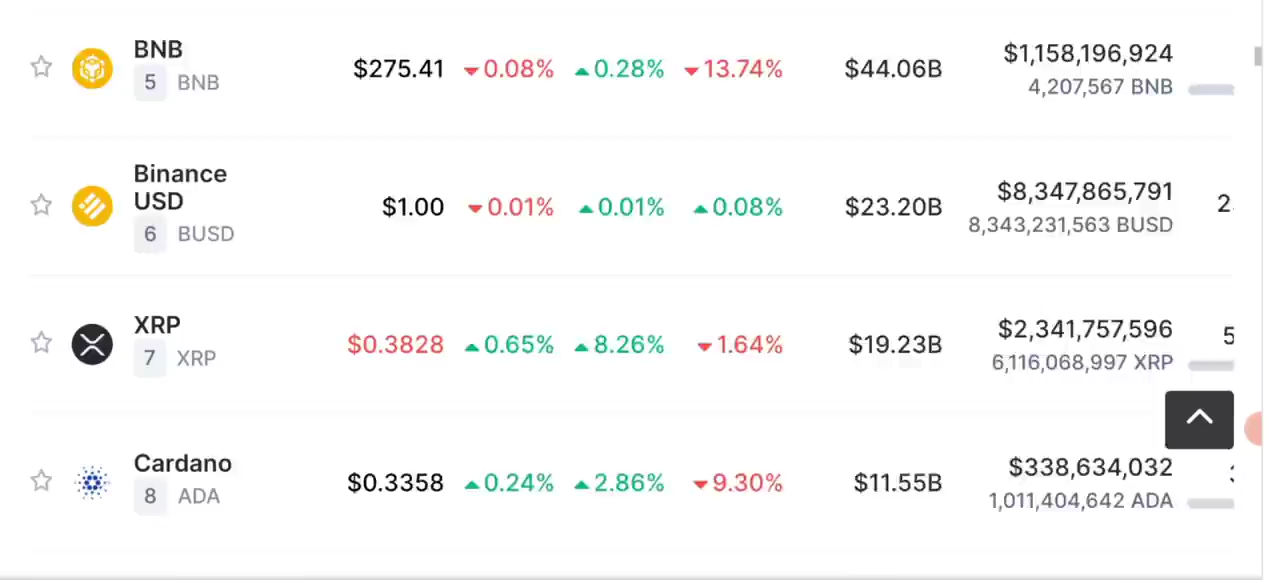 BNB
5 BNB
$275.41 0.08% 0.28% 13.74% $44.06B
$1,158,196,924
4,207,567 BNB
Binance
USD
6 BUSD
$1.00 0.01% 0.01% 0.08% $23.20B
$8,347,865,791
8,343,231,563 BUSD
2
XRP
7 XRP
$0.3828 0.65% 8.26% 1.64% $19.23B
$2,341,757,596
6,116,068,997 XRP
5
Cardano
8 ADA
$0.3358 0.24% 2.86% 9.30% $11.55B
$338,634,032
1,011,404,642 ADA